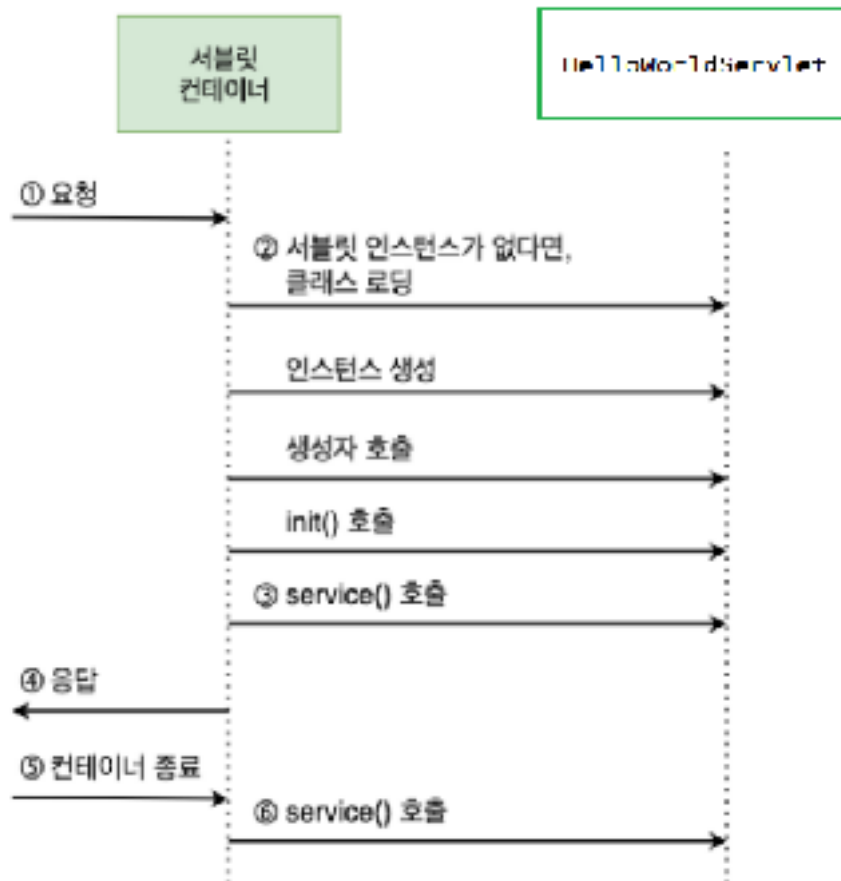 서블릿
컨테이너
HelloWorldServlet
① 요청
② 서블릿 인스턴스가 없다면,
클래스 로딩
인스턴스 생성
생성자 호출
init() 호출
③ service() 호출
④ 응답
⑤ 컨테이너 종료
⑥ service() 호출